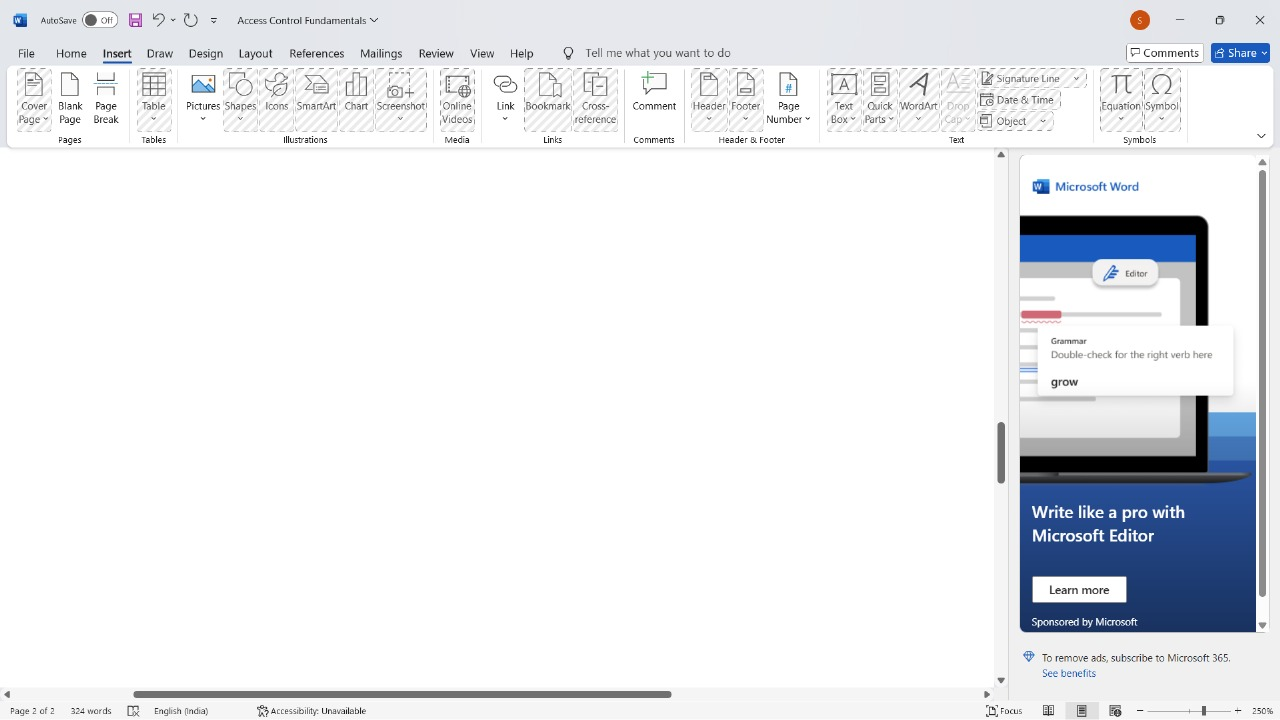 AutoSave Off Access Control Fundamentals S
File Home Insert Draw Design Layout References Mailings Review View Help Tell me what you want to do Comments Share
Cover Page
Blank Page
Page Break
Pages
Table
Tables
Pictures
Shapes
Icons
SmartArt
Chart
Screenshot
Illustrations
Online Videos
Media
Link
Bookmark
Cross-reference
Links
Comment
Comments
Header
Footer
Page Number
Header & Footer
Text Box
Quick Parts
WordArt
Drop Cap
Signature Line
Date & Time
Object
Text
Equation
Symbol
Symbols
Microsoft Word
Editor
Grammar
Double-check for the right verb here
grow
Write like a pro with
Microsoft Editor
Learn more
Sponsored by Microsoft
To remove ads, subscribe to Microsoft 365.
See benefits
Page 2 of 2 324 words English (India) Accessibility: Unavailable Focus 250%